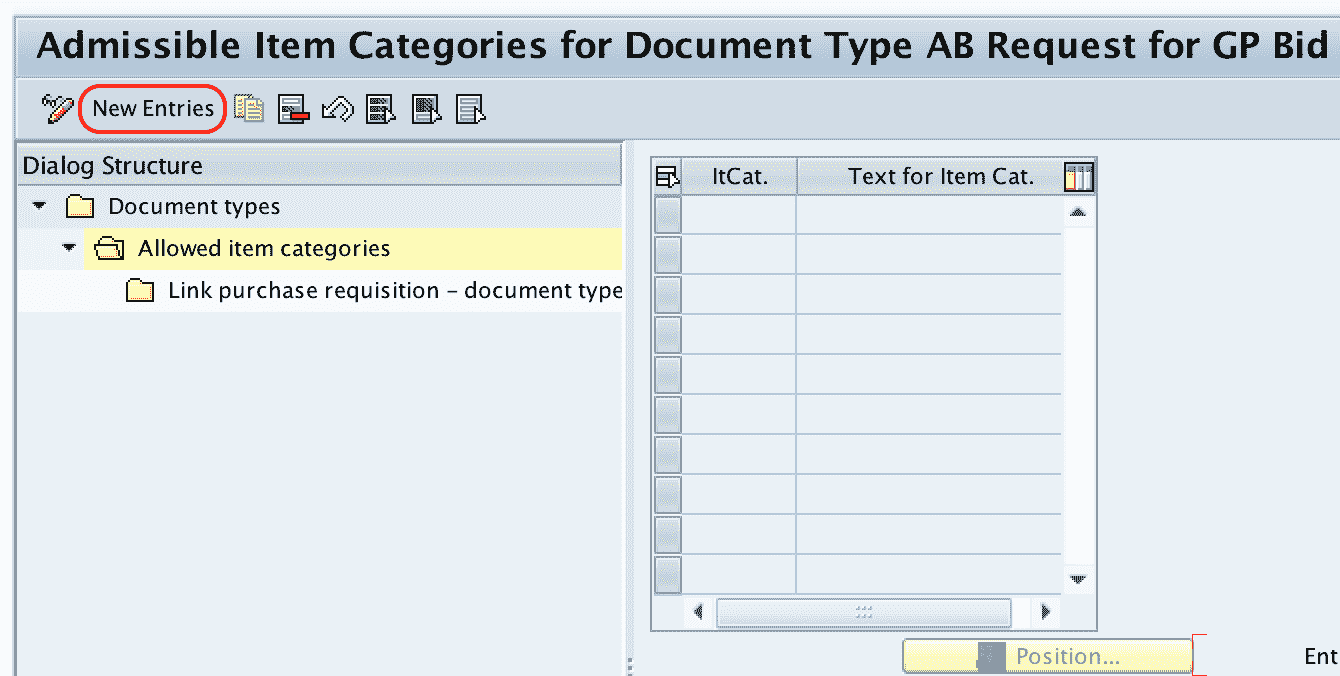 Admissible Item Categories for Document Type AB Request for GP Bid
New Entries
Dialog Structure
Document types
Allowed item categories
Link purchase requisition – document type
ItCat.
Text for Item Cat.
Position...
Ent